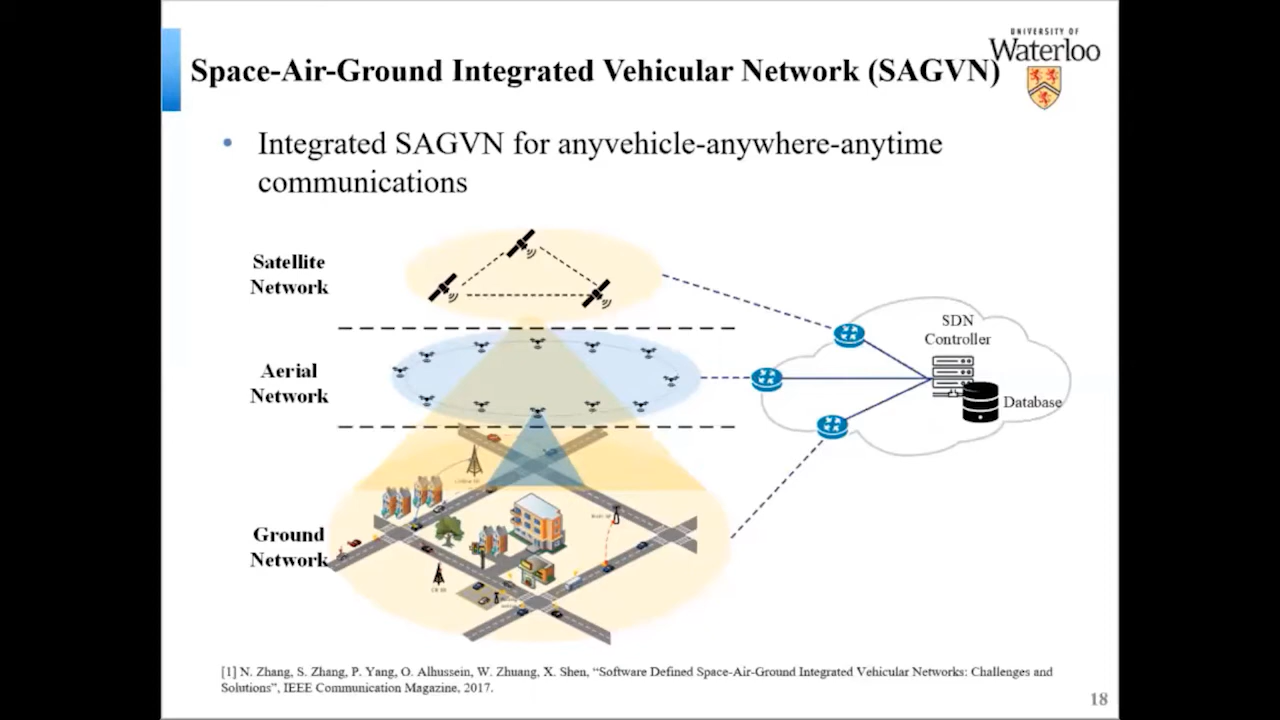 UNIVERSITY OF
Waterloo
Space-Air-Ground Integrated Vehicular Network (SAGVN)
• Integrated SAGVN for anyvehicle-anywhere-anytime
communications
Satellite
Network
Aerial
Network
Ground
Network
SDN
Controller
Database
[1] N. Zhang, S. Zhang, P. Yang, O. Alhussein, W. Zhuang, X. Shen, “Software Defined Space-Air-Ground Integrated Vehicular Networks: Challenges and
Solutions”, IEEE Communication Magazine, 2017.
18